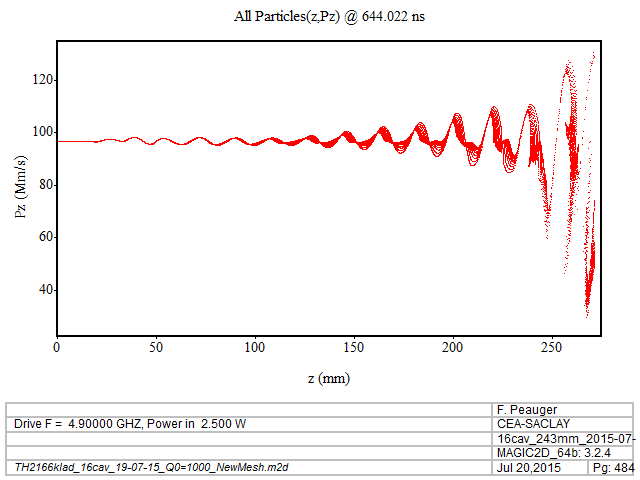 All Particles(z,Pz) @ 644.022 ns
Pz (Mm/s)
120
100
80
60
40
0 50 100 150 200 250
z (mm)
F. Peauger
Drive F = 4.90000 GHZ, Power in 2.500 W CEA-SACLAY
16cav_243mm_2015-07-
MAGIC2D_64b: 3.2.4
TH2166klad_16cav_19-07-15_Q0=1000_NewMesh.m2d Jul 20,2015 Pg: 484